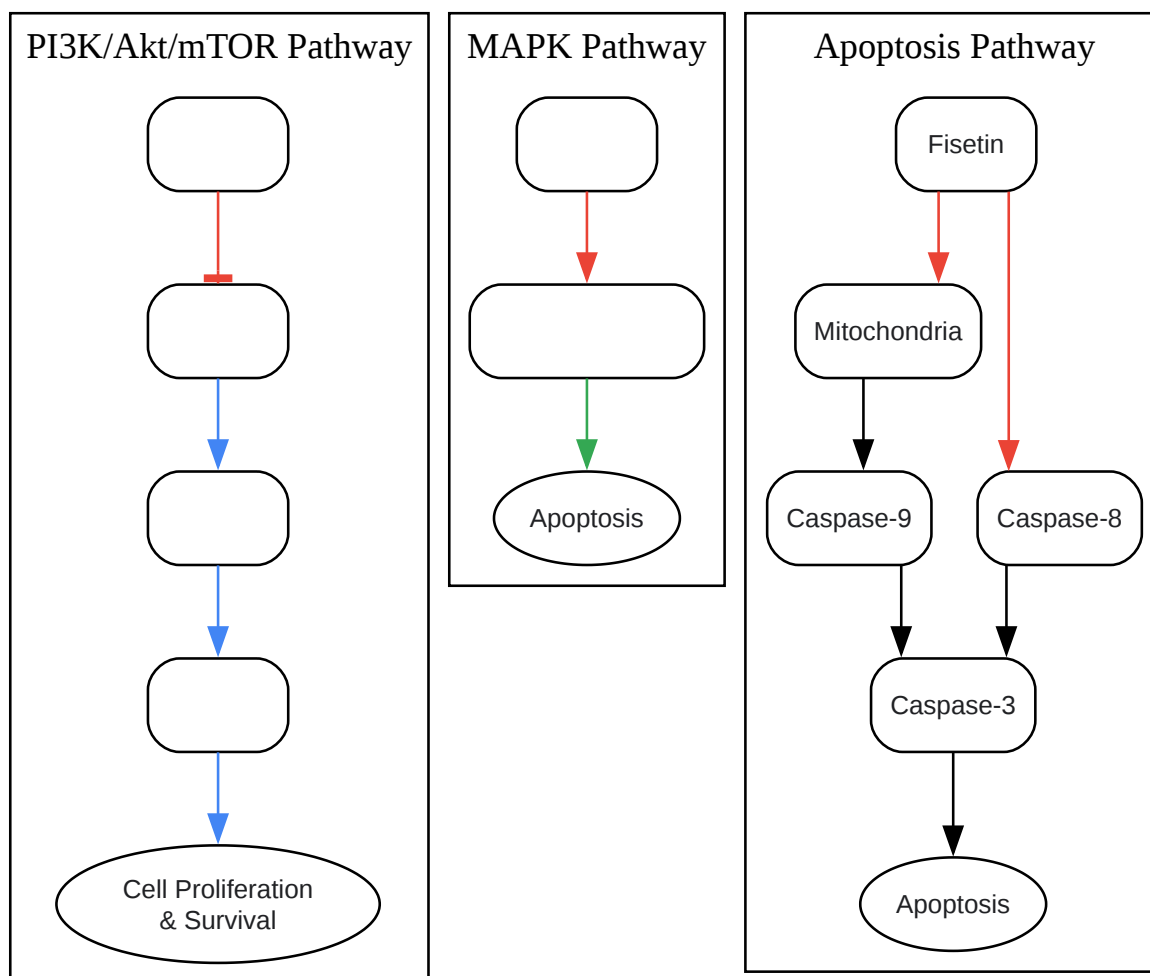 PI3K/Akt/mTOR Pathway
Cell Proliferation
& Survival
MAPK Pathway
Apoptosis
Apoptosis Pathway
Fisetin
Mitochondria
Caspase-9
Caspase-8
Caspase-3
Apoptosis